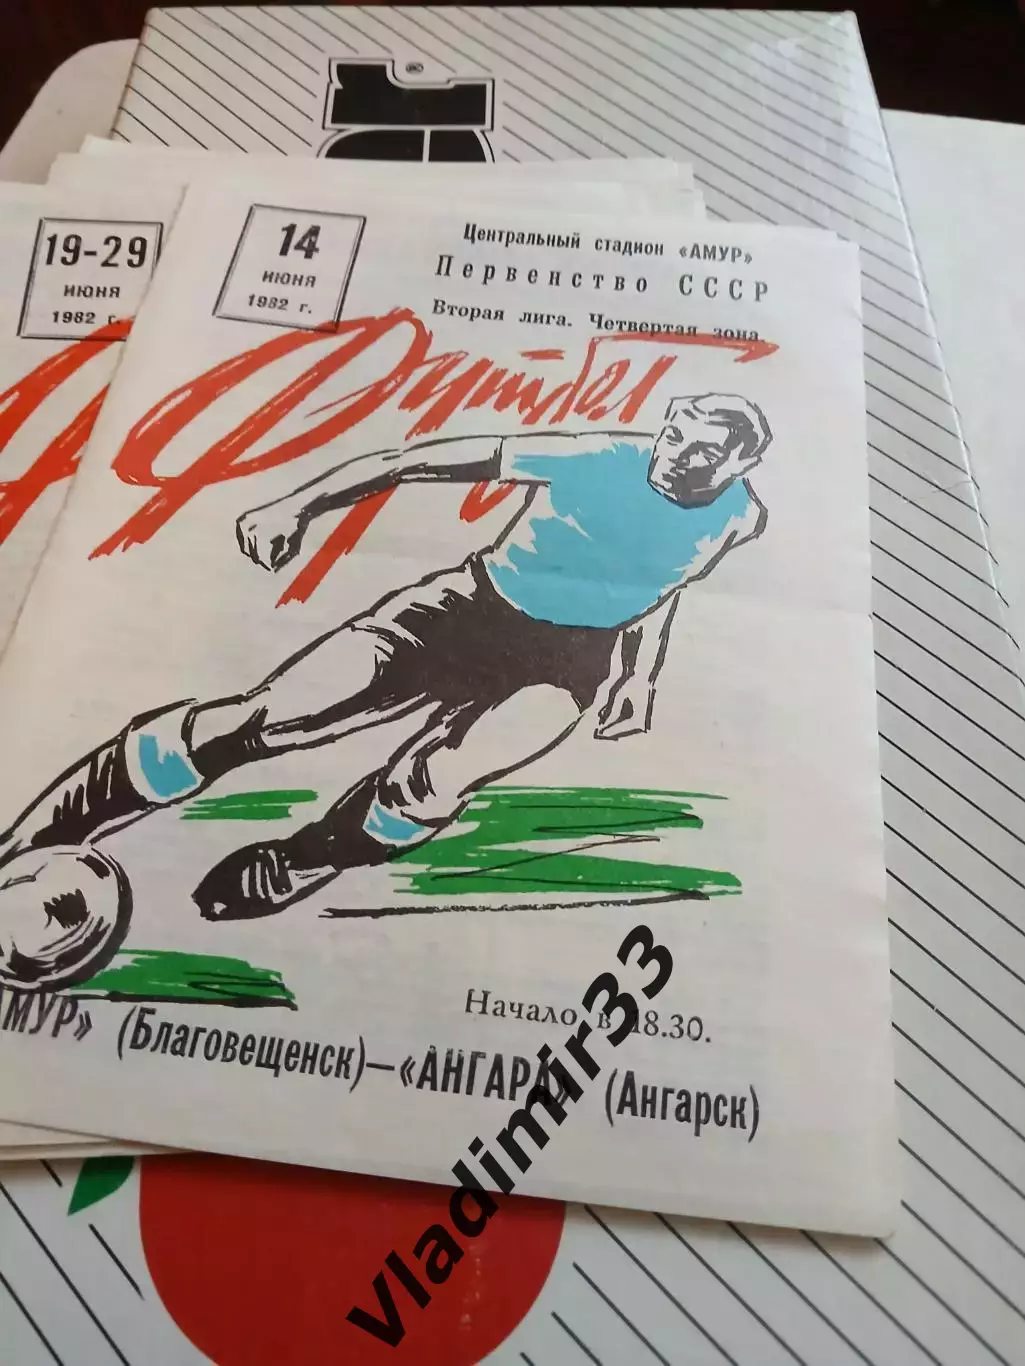 19-29
июня
1982 г.
14
июня
1982 г.
Центральный стадион «АМУР»
Первенство СССР
Вторая лига. Четвертая зона
Футбол
Начало в 18.30.
АМУР» (Благовещенск)—«АНГАРА» (Ангарск)
Vladimir33